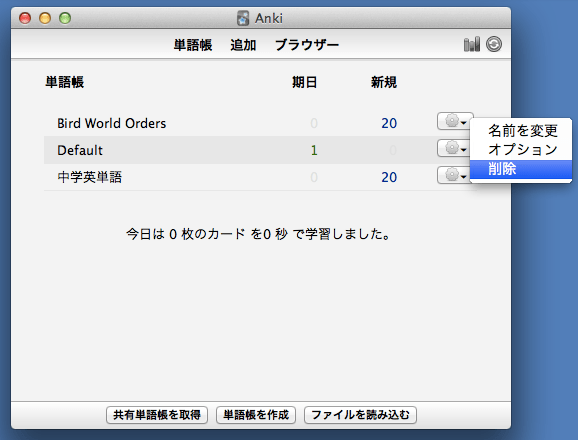 Anki
単語帳 追加 ブラウザー
単語帳 期日 新規
Bird World Orders 0 20
Default 1 0
中学英単語 0 20
名前を変更
オプション
削除
今日は 0 枚のカード を0 秒 で学習しました。
共有単語帳を取得 単語帳を作成 ファイルを読み込む